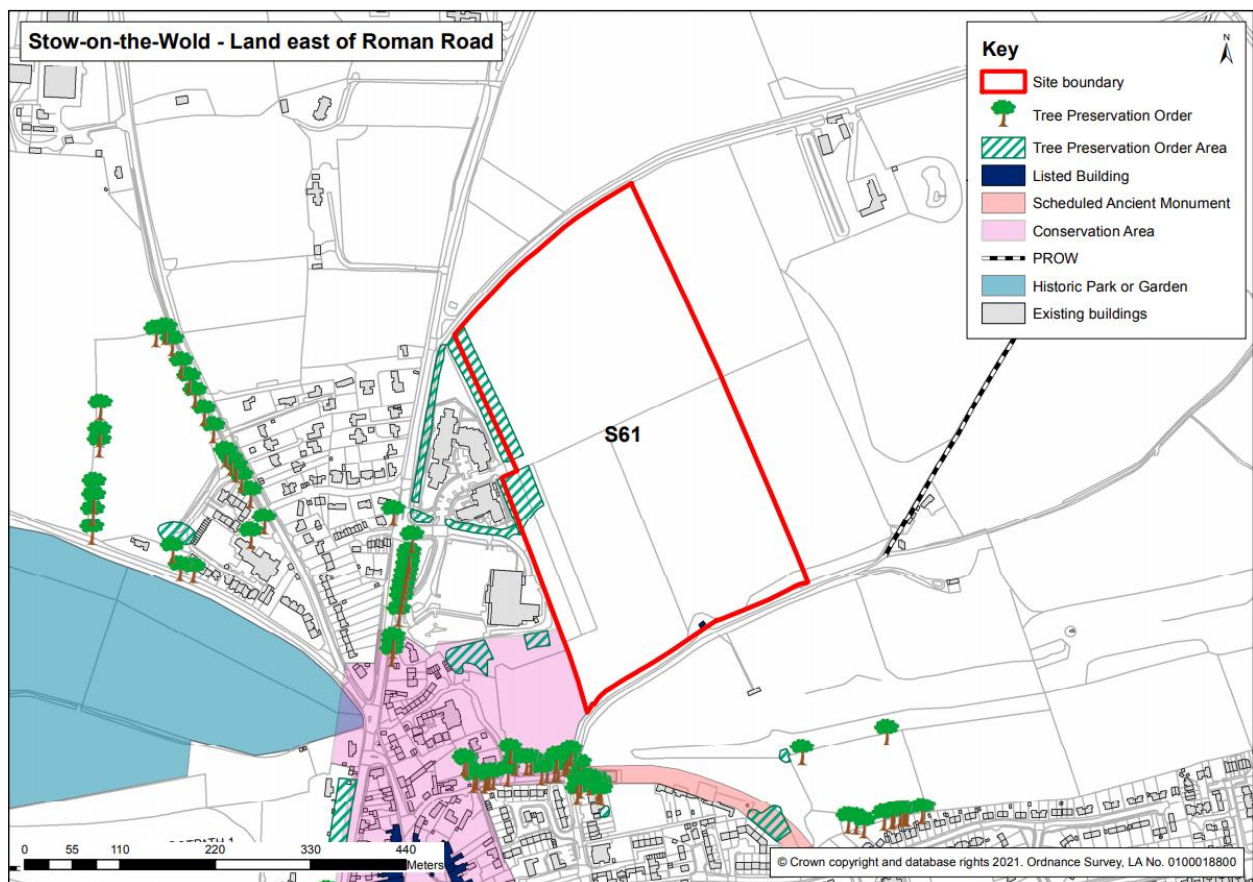 Stow-on-the-Wold - Land east of Roman Road
Key
N
Site boundary
Tree Preservation Order
Tree Preservation Order Area
Listed Building
Scheduled Ancient Monument
Conservation Area
PROW
Historic Park or Garden
Existing buildings
S61
0 55 110 220 330 440
Meters
© Crown copyright and database rights 2021. Ordnance Survey, LA No. 0100018800